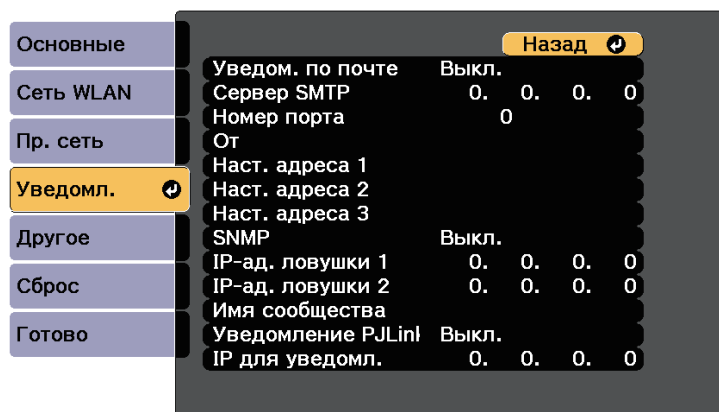 Основные
Сеть WLAN
Пр. сеть
Уведомл.
Другое
Сброс
Готово
Назад
Уведом. по почте Выкл.
Сервер SMTP 0. 0. 0. 0
Номер порта 0
От
Наст. адреса 1
Наст. адреса 2
Наст. адреса 3
SNMP Выкл.
IP-ад. ловушки 1 0. 0. 0. 0
IP-ад. ловушки 2 0. 0. 0. 0
Имя сообщества
Уведомление PJLink Выкл.
IP для уведомл. 0. 0. 0. 0